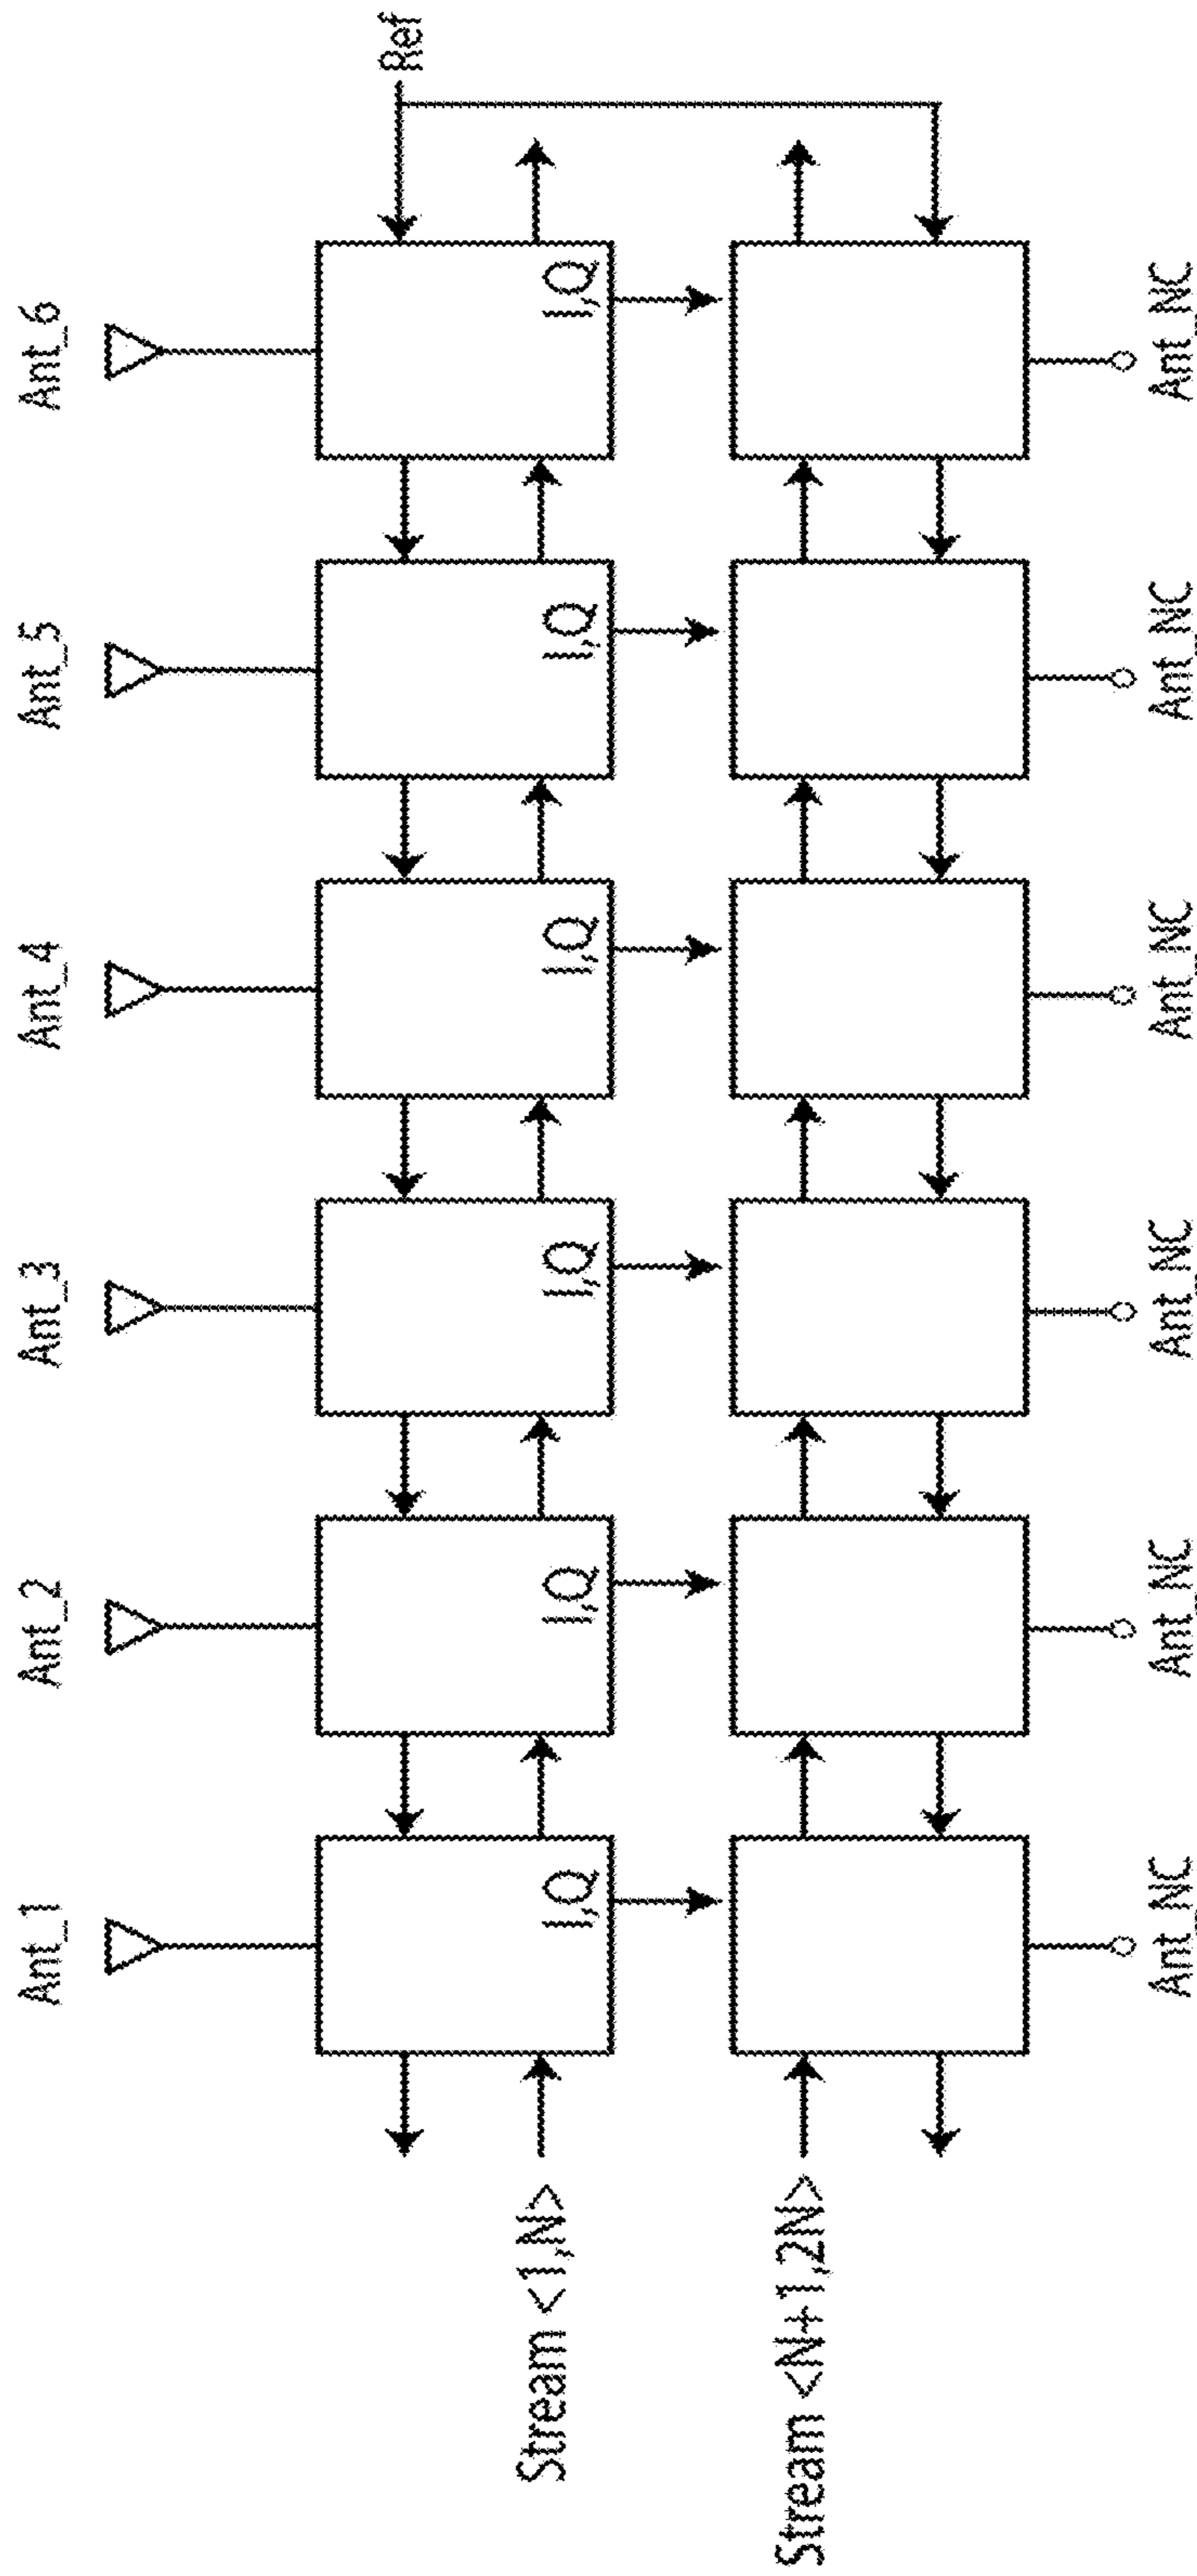 Ant_1
Ant_2
Ant_3
Ant_4
Ant_5
Ant_6
Ref
I,Q
I,Q
I,Q
I,Q
I,Q
I,Q
Stream <1,N>
Stream <N+1,2N>
Ant_NC
Ant_NC
Ant_NC
Ant_NC
Ant_NC
Ant_NC